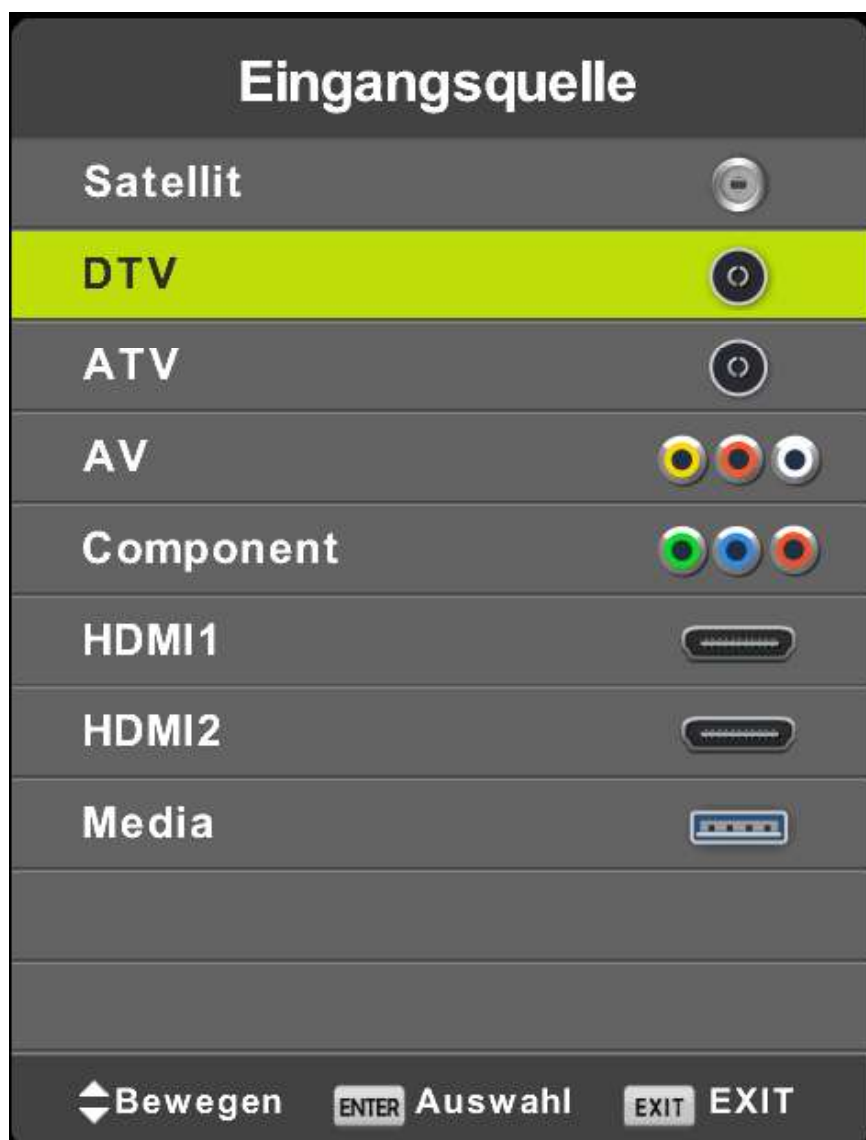 Eingangsquelle
Satellit
DTV
ATV
AV
Component
HDMI1
HDMI2
Media
Bewegen ENTER Auswahl EXIT EXIT